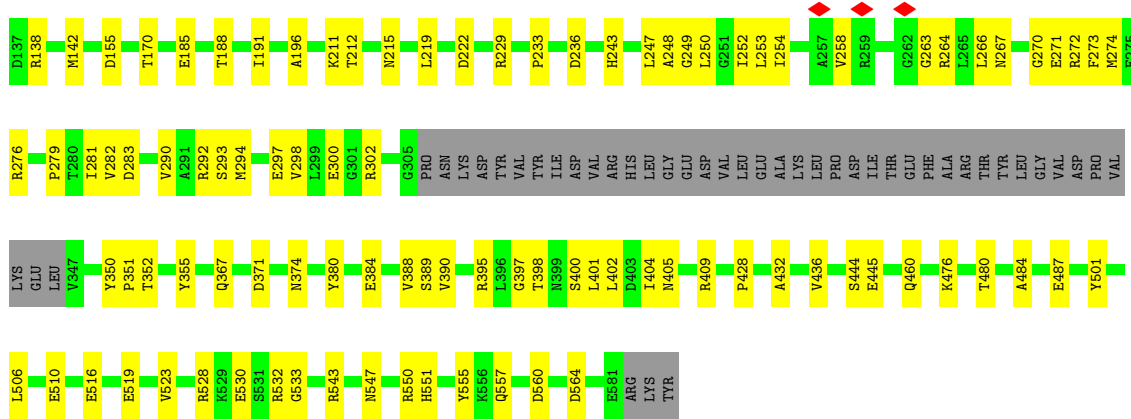 D137 R138 M142 D155 T170 E185 T188 I191 A196 K211 T212 N215 L219 D222 R229 P233 D236 H243 L247 A248 G249 L250 G251 I252 L253 I254 A257 V258 R259 G262 G263 R264 L265 L266 N267 G270 E271 R272 F273 M274 E275
R276 P279 T280 I281 V282 D283 V290 A291 R292 S293 M294 E297 V298 L299 E300 G301 R302 G305 PRO ASN LYS ASP TYR VAL TYR ILE ASP VAL ARG HIS LEU GLY GLU ASP VAL LEU GLU ALA LYS LEU PRO ASP ILE THR GLU PHE ALA ARG THR TYR LEU GLY VAL ASP PRO VAL
LYS GLU LEU V347 Y350 P351 T352 Y355 Q367 D371 N374 Y380 E384 V388 S389 V390 R395 L396 G397 T398 N399 S400 L401 L402 D403 I404 N405 R409 P428 A432 V436 S444 E445 Q460 K476 T480 A484 E487 Y501
L506 E510 E516 E519 V523 R528 K529 E530 S531 R532 G533 R543 N547 R550 H551 Y555 K556 Q557 D560 D564 E581 ARG LYS TYR